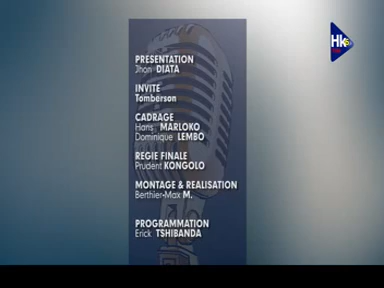 Hk
PRESENTATION
Jhon DIATA
INVITE
Tomberson
CADRAGE
Hans MARLOKO
Dominique LEMBO
REGIE FINALE
Prudent KONGOLO
MONTAGE & REALISATION
Berthier-Max M.
PROGRAMMATION
Erick TSHIBANDA